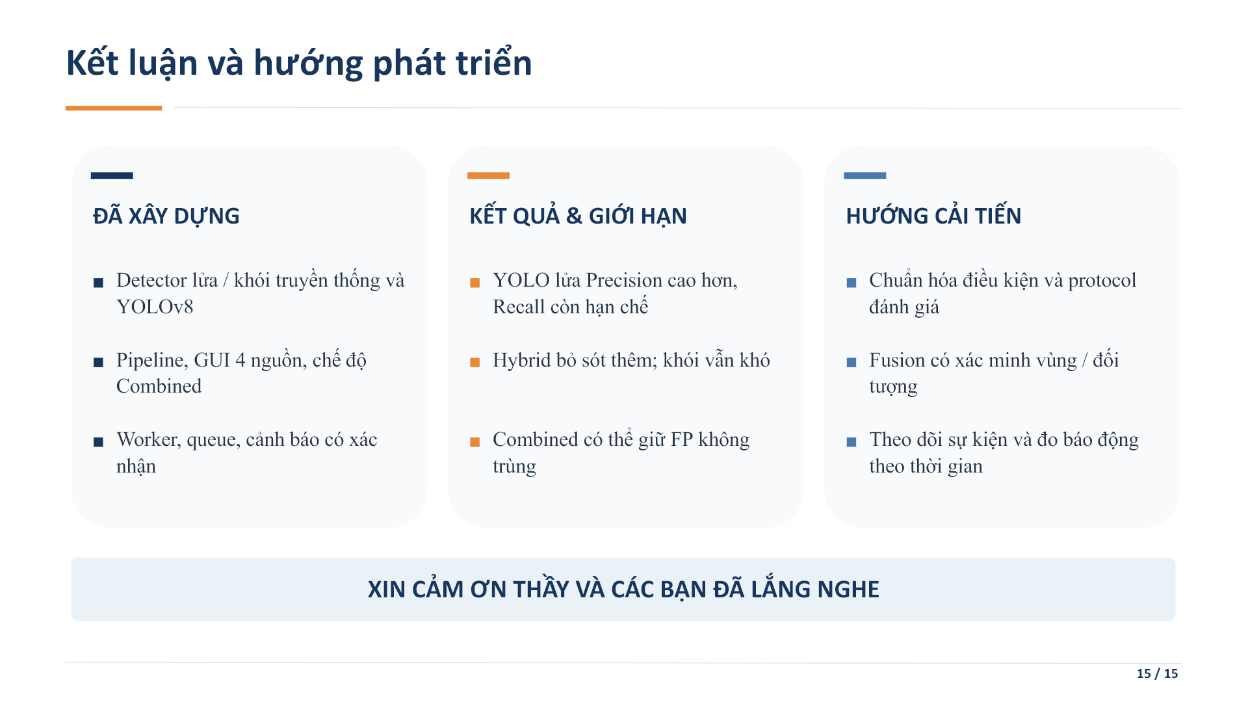 Kết luận và hướng phát triển
ĐÃ XÂY DỰNG
Detector lửa / khói truyền thống và
YOLOv8
Pipeline, GUI 4 nguồn, chế độ
Combined
Worker, queue, cảnh báo có xác
nhận
KẾT QUẢ & GIỚI HẠN
YOLO lửa Precision cao hơn,
Recall còn hạn chế
Hybrid bỏ sót thêm; khói vẫn khó
Combined có thể giữ FP không
trùng
HƯỚNG CẢI TIẾN
Chuẩn hóa điều kiện và protocol
đánh giá
Fusion có xác minh vùng / đối
tượng
Theo dõi sự kiện và đo báo động
theo thời gian
XIN CẢM ƠN THẦY VÀ CÁC BẠN ĐÃ LẮNG NGHE
15 / 15